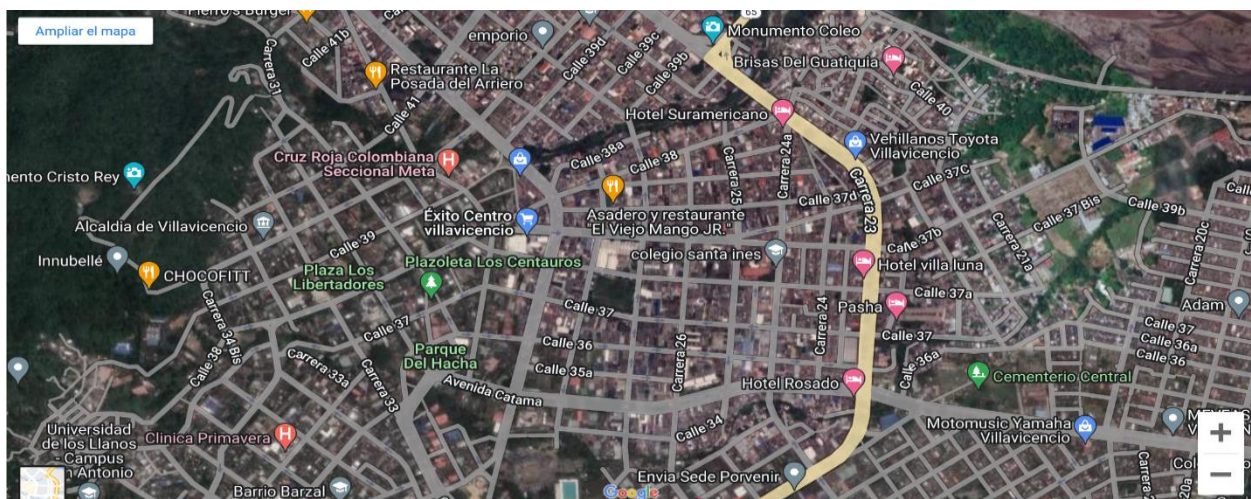 Ampliar el mapa
Pierro's Burger
Calle 41b
emporio
Calle 39d
Calle 39c
Calle 39b
65
Monumento Coleo
Brisas Del Guatiquia
Calle 40
Carrera 31
Restaurante La
Posada del Arriero
Calle 41
Hotel Suramericano
Carrera 24a
Vehillanos Toyota
Villavicencio
Cruz Roja Colombiana
Seccional Meta
Calle 38a
Calle 38
Carrera 25
Calle 37C
mento Cristo Rey
Alcaldia de Villavicencio
Éxito Centro
villavicencio
Asadero y restaurante
"El Viejo Mango JR."
Calle 37d
Carrera 23
Calle 37 Bis
Calle 39b
Carrera 20c
Innubellé
CHOCOFITT
Calle 39
Plaza Los
Libertadores
Plazoleta Los Centauros
colegio santa ines
Calle 37b
Hotel villa luna
Carrera 21a
Calle 37a
Adam
Carrera 34 Bis
Calle 38
Calle 37
Calle 37
Carrera 24
Pasha
Calle 37
Calle 37
Parque
Del Hacha
Calle 36
Carrera 26
Calle 36a
Calle 36a
Calle 36
Carrera 33a
Carrera 33
Calle 35a
Avenida Catama
Hotel Rosado
Cementerio Central
Clinica Primavera
Calle 34
Motomusic Yamaha
Villavicencio
Universidad
de los Llanos
- Campus
n Antonio
Barrio Barzal
Envia Sede Porvenir
Google
20a